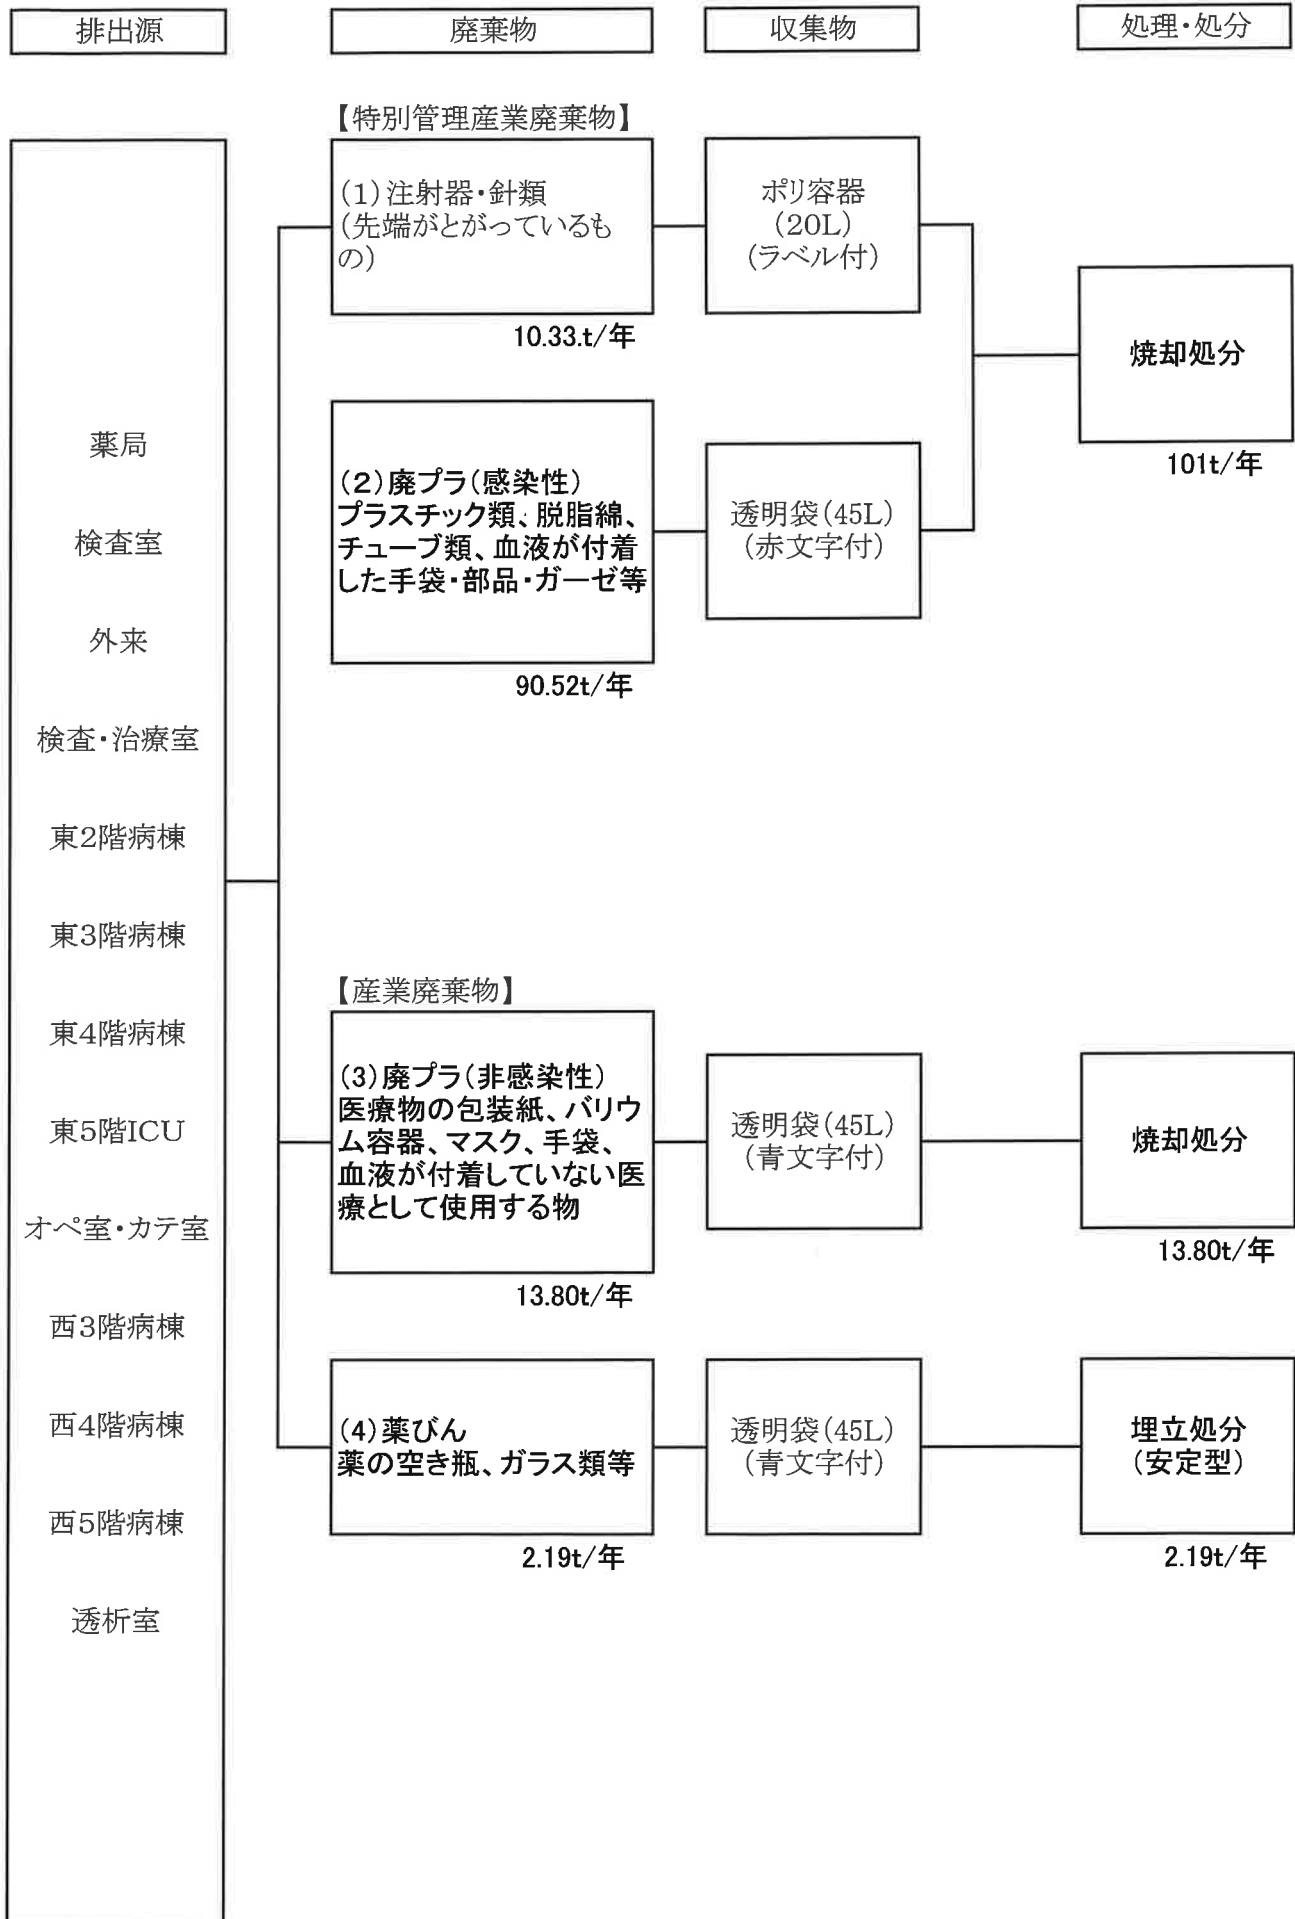 排出源
廃棄物
収集物
処理・処分
薬局
検査室
外来
検査・治療室
東2階病棟
東3階病棟
東4階病棟
東5階ICU
オペ室・カテ室
西3階病棟
西4階病棟
西5階病棟
透析室
【特別管理産業廃棄物】
(1)注射器・針類
(先端がとがっているも
の)
10.33.t/年
ポリ容器
(20L)
(ラベル付)
(2)廃プラ(感染性)
プラスチック類、脱脂綿、
チューブ類、血液が付着
した手袋・部品・ガーゼ等
90.52t/年
透明袋(45L)
(赤文字付)
焼却処分
101t/年
【産業廃棄物】
(3)廃プラ(非感染性)
医療物の包装紙、バリウ
ム容器、マスク、手袋、
血液が付着していない医
療として使用する物
13.80t/年
透明袋(45L)
(青文字付)
焼却処分
13.80t/年
(4)薬びん
薬の空き瓶、ガラス類等
2.19t/年
透明袋(45L)
(青文字付)
埋立処分
(安定型)
2.19t/年